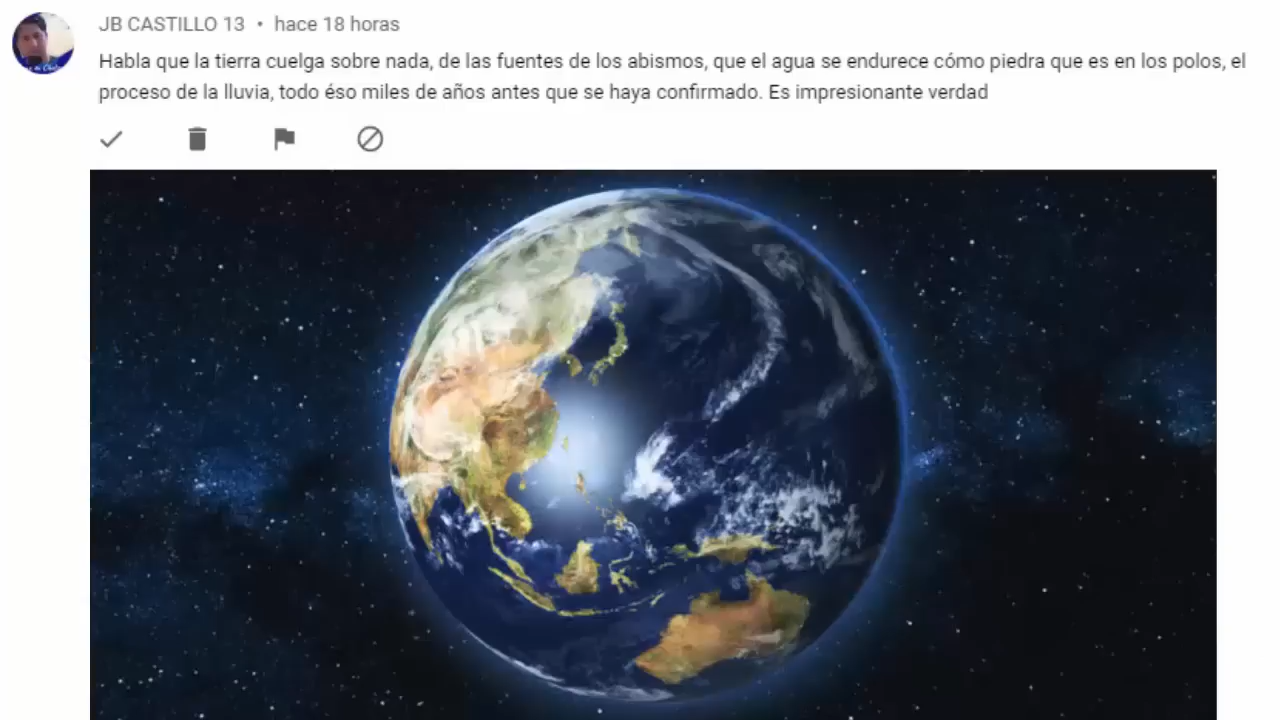 JB CASTILLO 13 • hace 18 horas
Habla que la tierra cuelga sobre nada, de las fuentes de los abismos, que el agua se endurece cómo piedra que es en los polos, el
proceso de la lluvia, todo éso miles de años antes que se haya confirmado. Es impresionante verdad